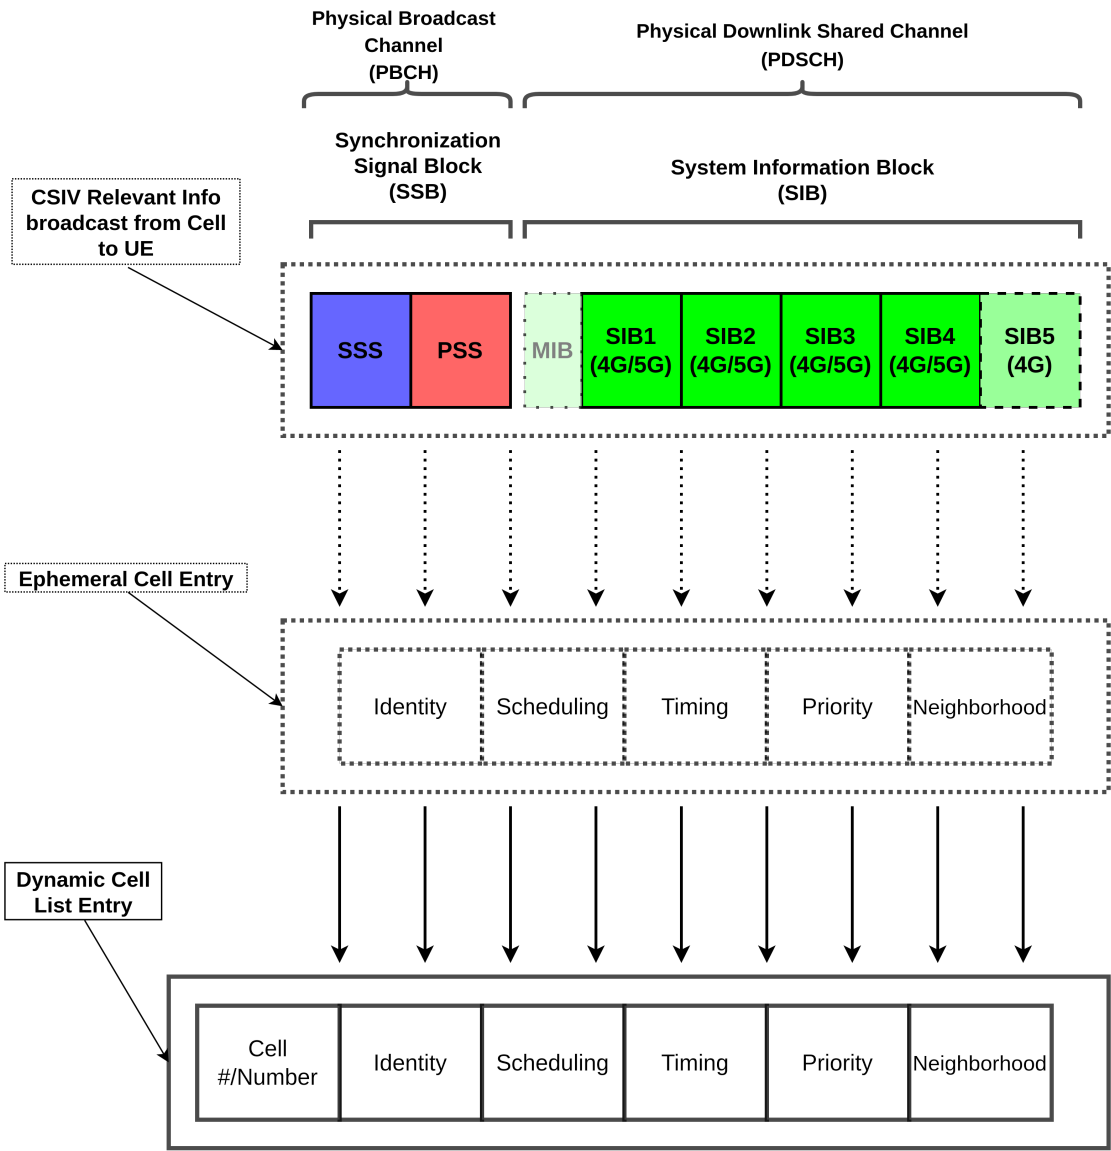 Physical Broadcast
Channel
(PBCH)
Physical Downlink Shared Channel
(PDSCH)
Synchronization
Signal Block
(SSB)
System Information Block
(SIB)
CSIV Relevant Info
broadcast from Cell
to UE
SSS
PSS
MIB
SIB1
(4G/5G)
SIB2
(4G/5G)
SIB3
(4G/5G)
SIB4
(4G/5G)
SIB5
(4G)
Ephemeral Cell Entry
Identity
Scheduling
Timing
Priority
Neighborhood
Dynamic Cell
List Entry
Cell
#/Number
Identity
Scheduling
Timing
Priority
Neighborhood